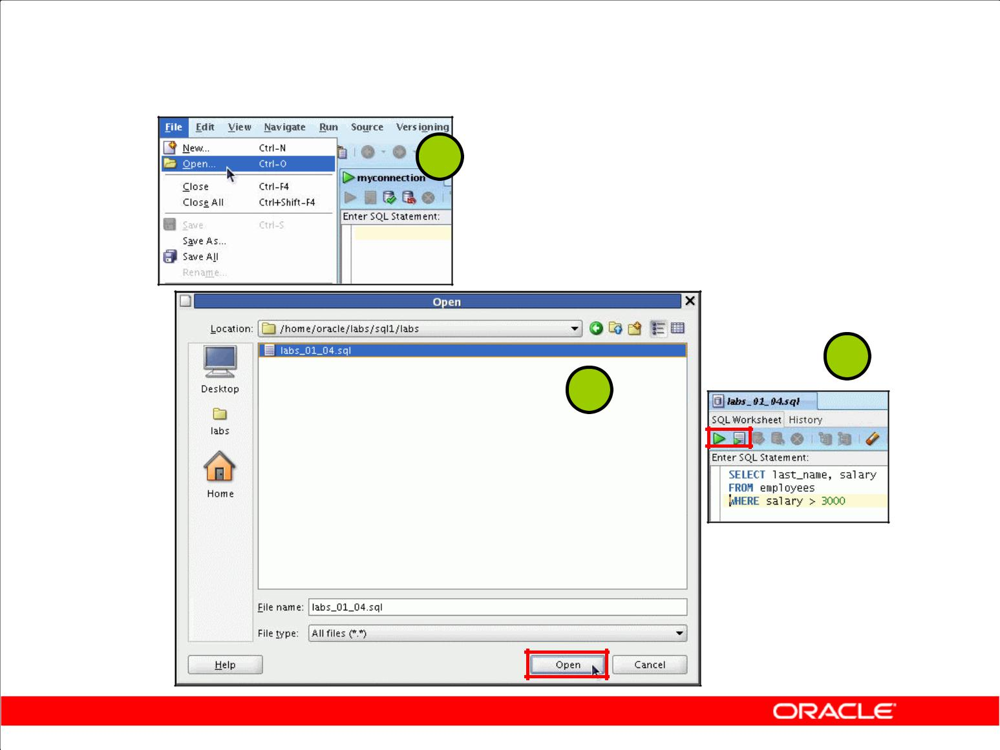 File Edit View Navigate Run Source Versioning
New... Ctrl-N
Open... Ctrl-O
Close Ctrl-F4
Close All Ctrl+Shift-F4
Save Ctrl-S
Save As...
Save All
Rename...
myconnection
Enter SQL Statement:
Open
Location: /home/oracle/labs/sql1/labs
labs_01_04.sql
Desktop
labs
Home
File name: labs_01_04.sql
File type: All files (*.*)
Help Open Cancel
labs_01_04.sql
SQL Worksheet History
Enter SQL Statement:
SELECT last_name, salary
FROM employees
WHERE salary > 3000
ORACLE